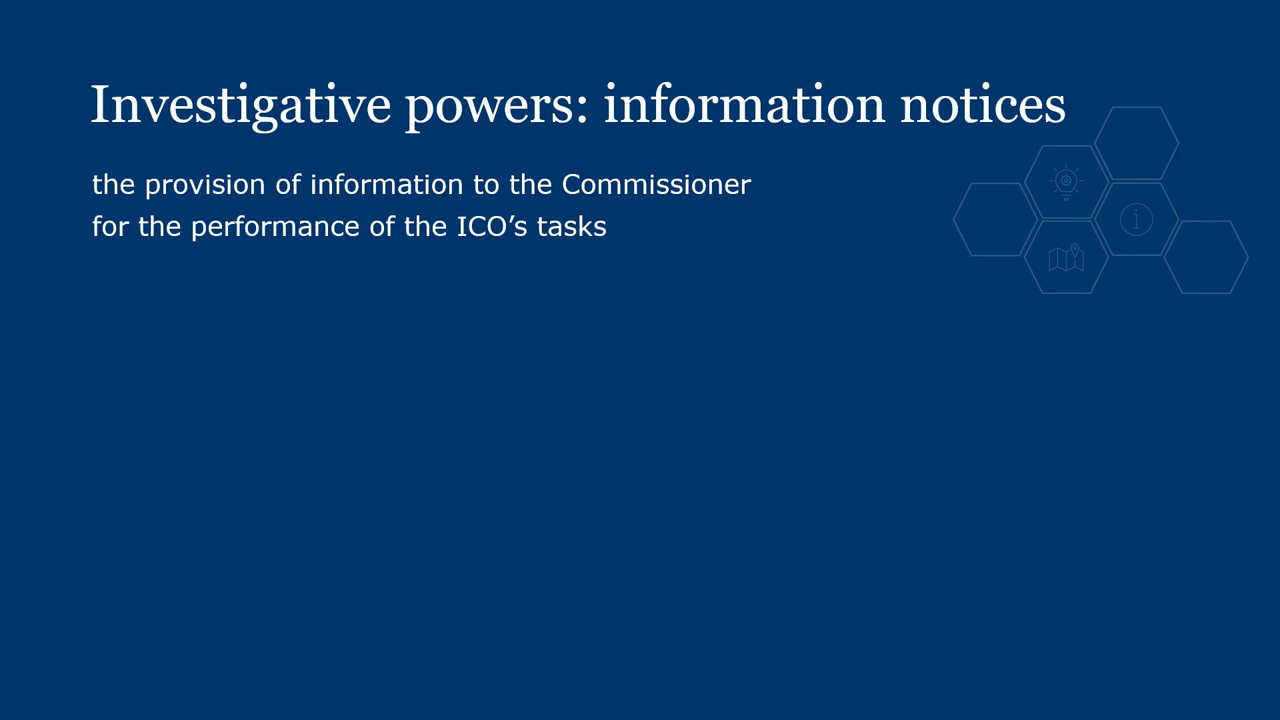 Investigative powers: information notices
the provision of information to the Commissioner
for the performance of the ICO’s tasks